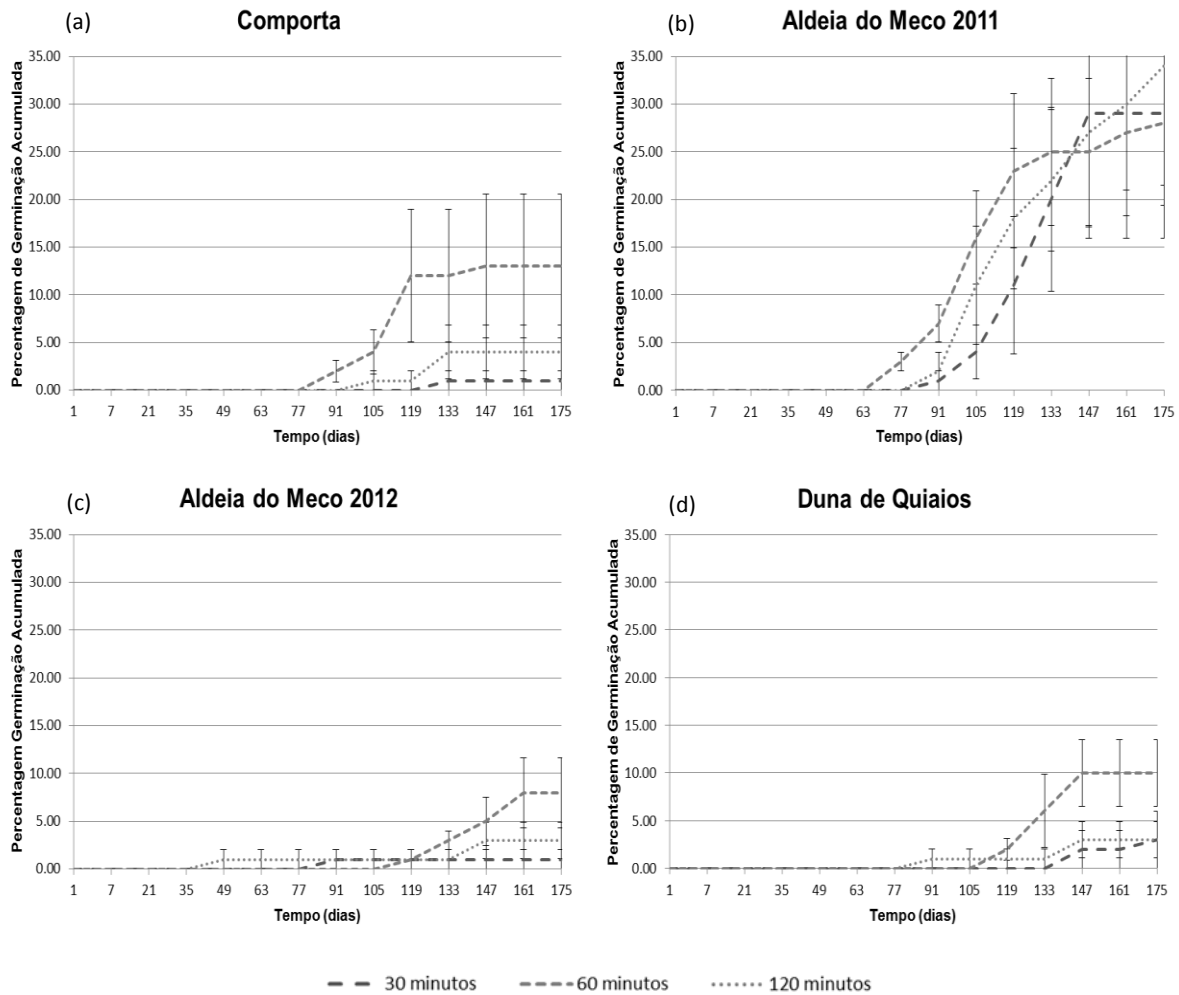 (a) Comporta
Percentagem de Germinação Acumulada
35.00
30.00
25.00
20.00
15.00
10.00
5.00
0.00
1 7 21 35 49 63 77 91 105 119 133 147 161 175
Tempo (dias)
(b) Aldeia do Meco 2011
Percentagem de Germinação Acumulada
35.00
30.00
25.00
20.00
15.00
10.00
5.00
0.00
1 7 21 35 49 63 77 91 105 119 133 147 161 175
Tempo (dias)
(c) Aldeia do Meco 2012
Percentagem Germinação Acumulada
35.00
30.00
25.00
20.00
15.00
10.00
5.00
0.00
1 7 21 35 49 63 77 91 105 119 133 147 161 175
Tempo (dias)
(d) Duna de Quiaios
Percentagem de Germinação Acumulada
35.00
30.00
25.00
20.00
15.00
10.00
5.00
0.00
1 7 21 35 49 63 77 91 105 119 133 147 161 175
Tempo (dias)
30 minutos 60 minutos 120 minutos